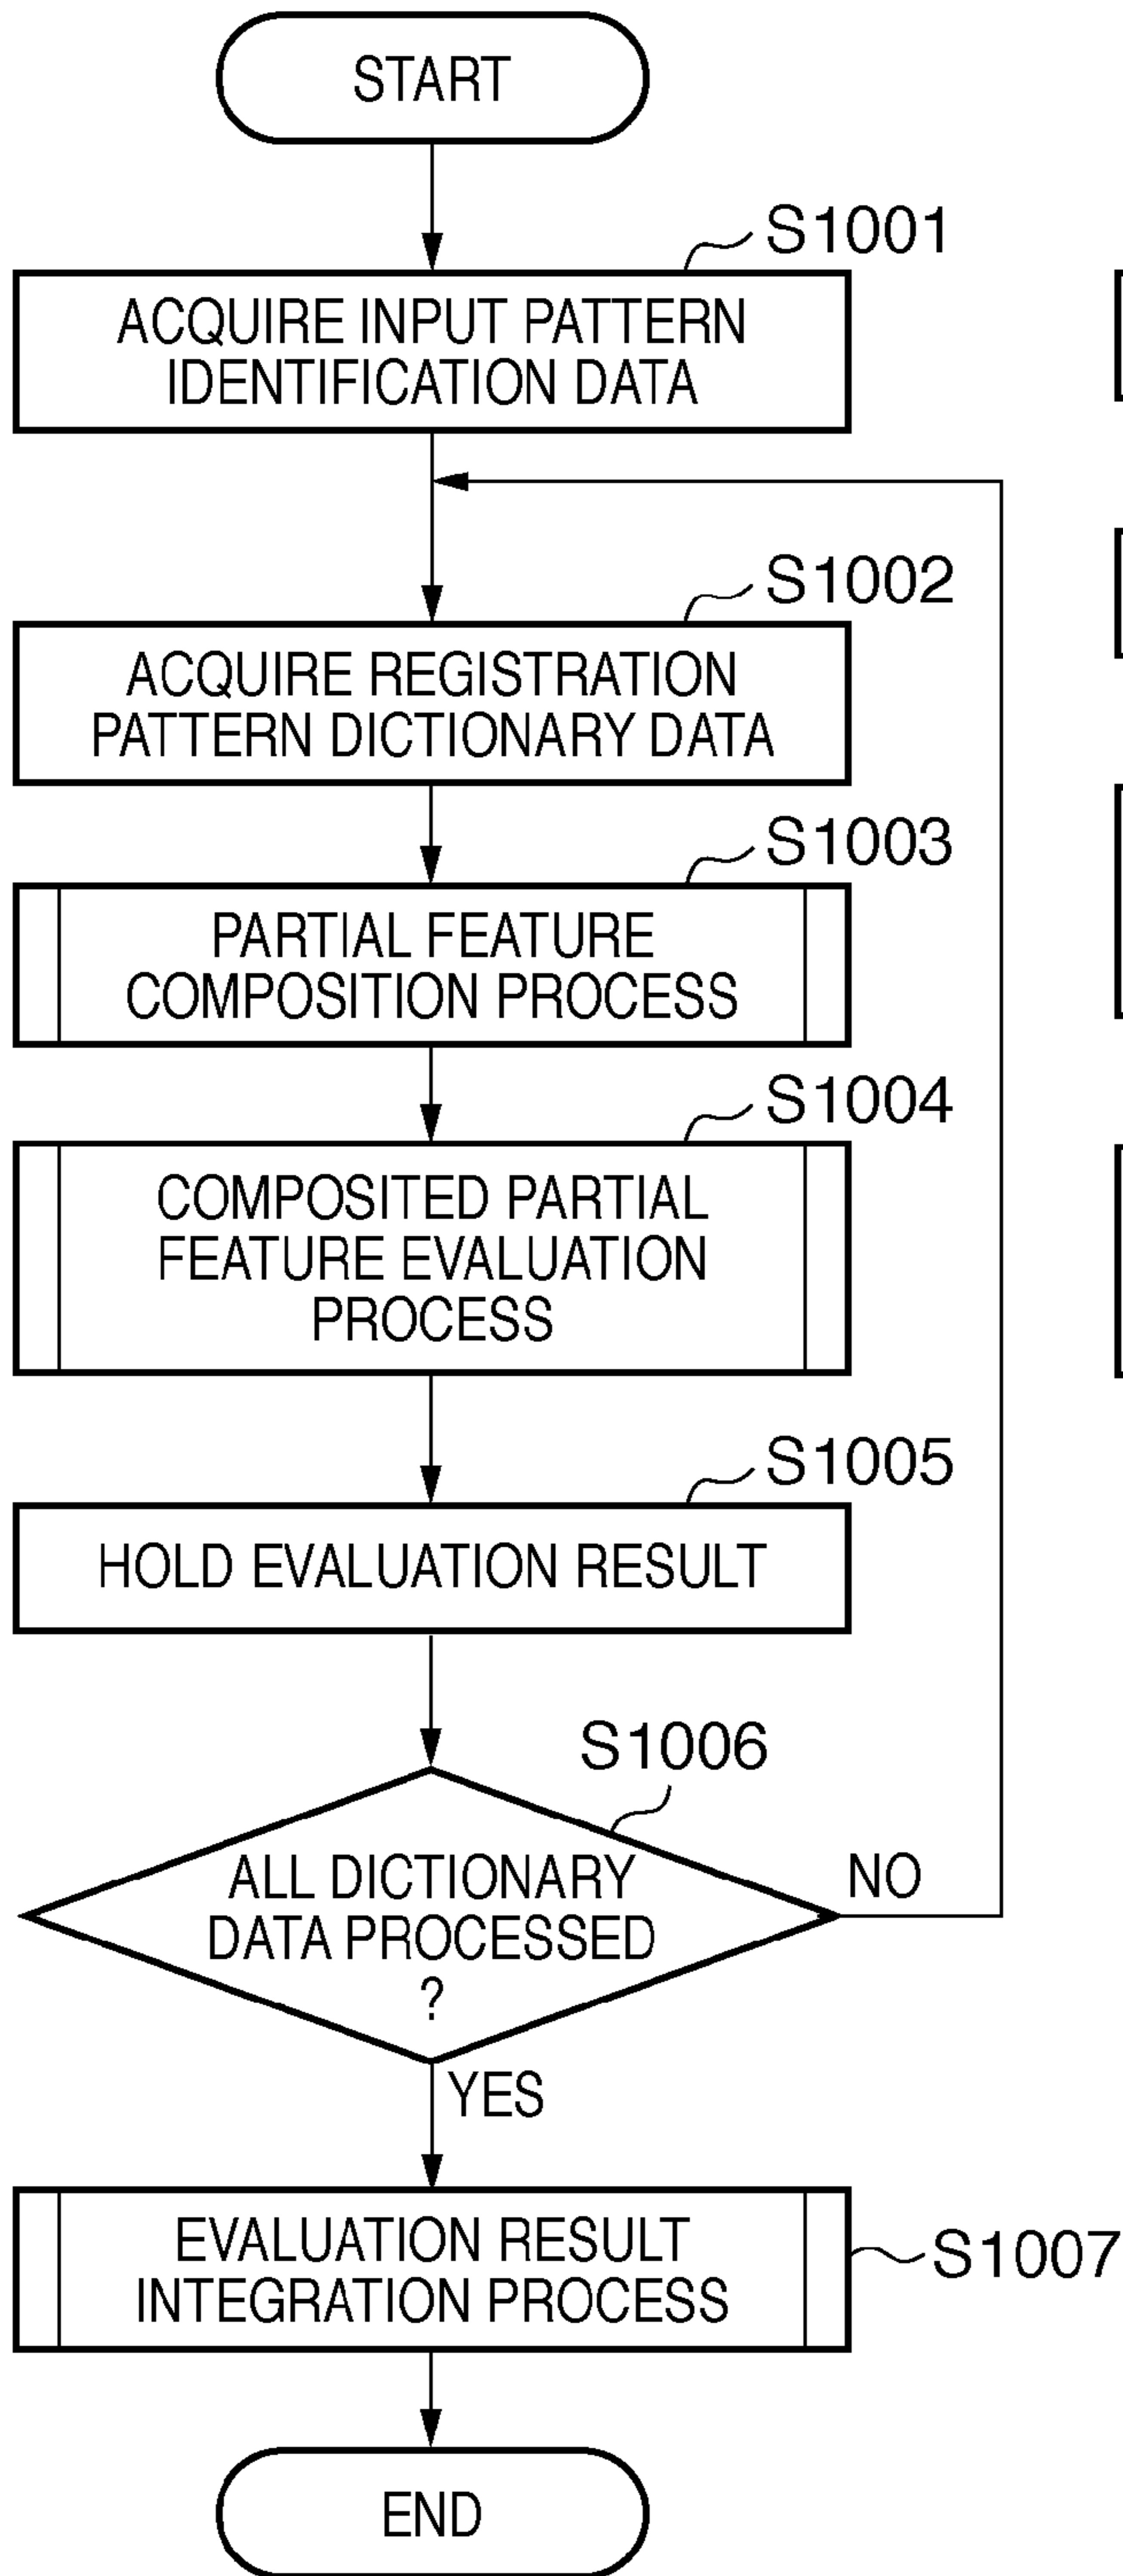 START
S1001
ACQUIRE INPUT PATTERN
IDENTIFICATION DATA
S1002
ACQUIRE REGISTRATION
PATTERN DICTIONARY DATA
S1003
PARTIAL FEATURE
COMPOSITION PROCESS
S1004
COMPOSITED PARTIAL
FEATURE EVALUATION
PROCESS
S1005
HOLD EVALUATION RESULT
S1006
ALL DICTIONARY
DATA PROCESSED
?
NO
YES
EVALUATION RESULT
INTEGRATION PROCESS
S1007
END